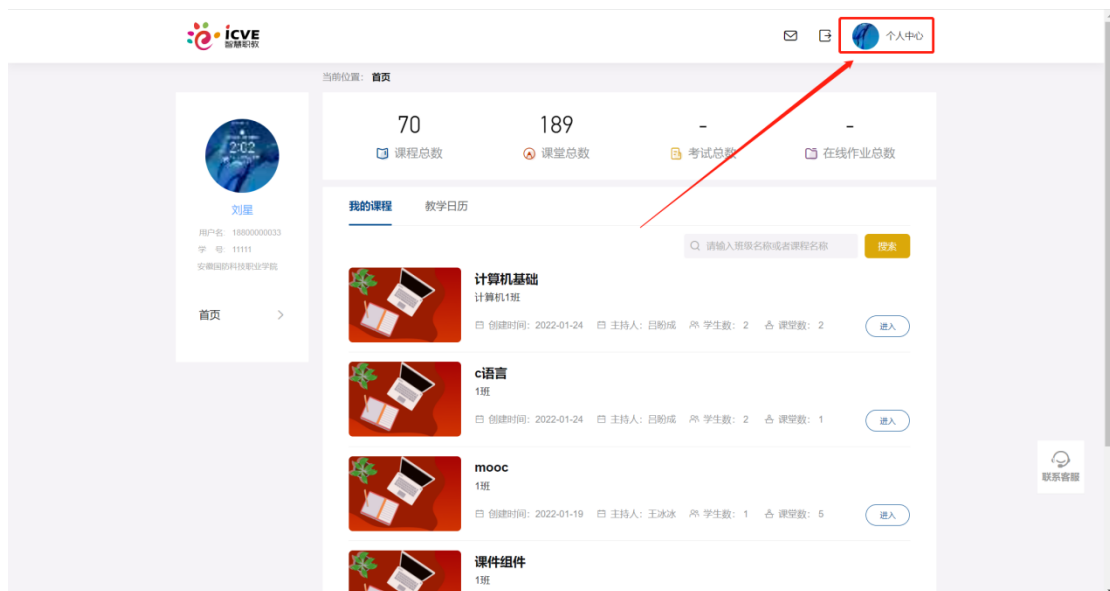 icve
智慧职教
个人中心
当前位置: 首页
2:02
刘星
用户名: 18800000033
学 号: 11111
安徽国防科技职业学院
首页
70 189 - -
课程总数 课堂总数 考试总数 在线作业总数
我的课程 教学日历
请输入班级名称或者课程名称 搜索
计算机基础
计算机1班
创建时间: 2022-01-24 主持人: 吕盼成 学生数: 2 课堂数: 2 进入
c语言
1班
创建时间: 2022-01-24 主持人: 吕盼成 学生数: 2 课堂数: 1 进入
mooc
1班
创建时间: 2022-01-19 主持人: 王冰冰 学生数: 1 课堂数: 5 进入
课件组件
1班
联系客服